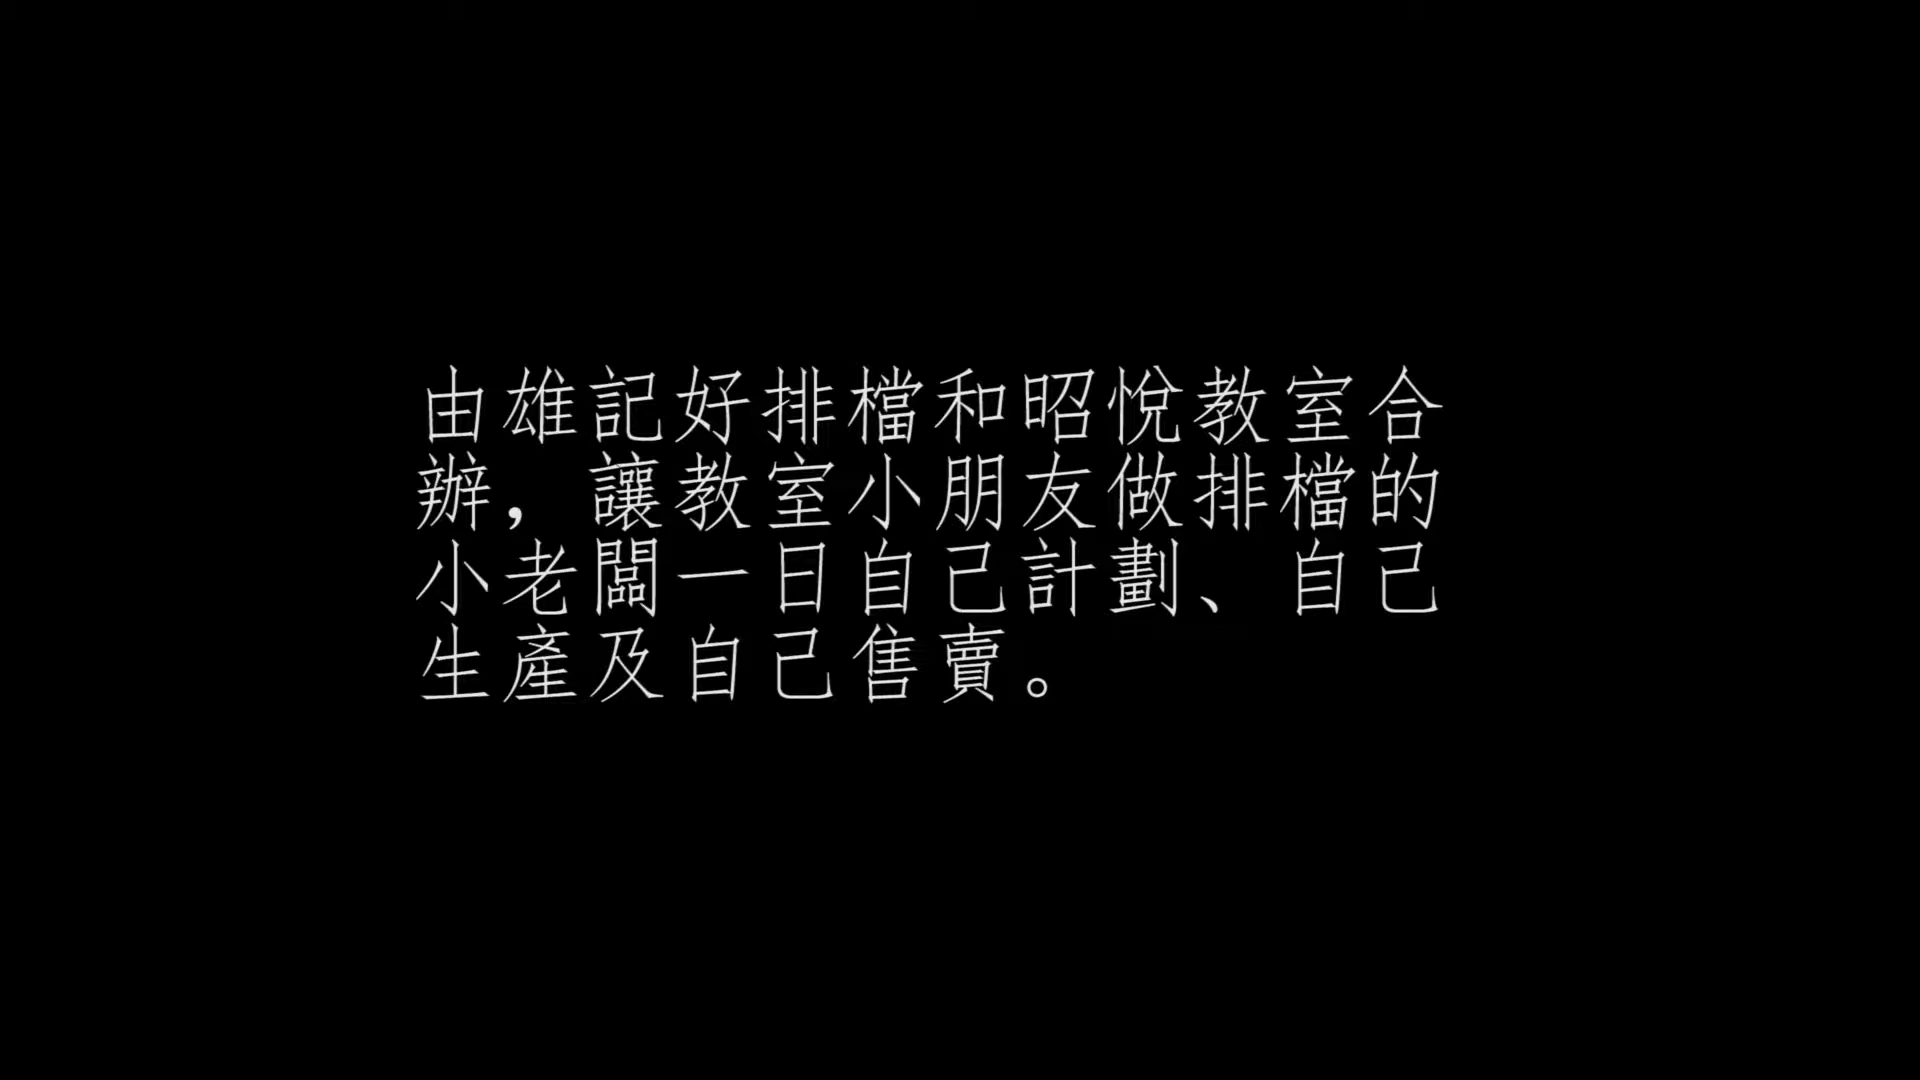 由雄記好排檔和昭悅教室合
辦，讓教室小朋友做排檔的
小老闆一日自己計劃、自己
生產及自己售賣。